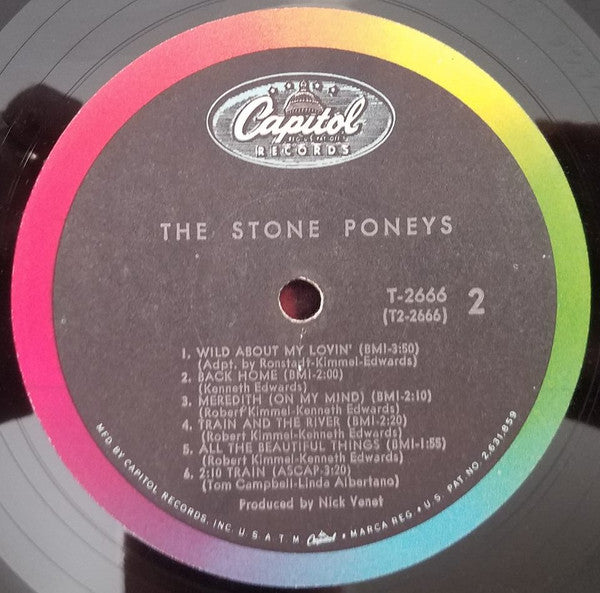 Capitol
REG. U.S. PAT. OFF.
RECORDS
THE STONE PONEYS
T-2666 2
(T2-2666)
1. WILD ABOUT MY LOVIN' (BMI-3:50)
(Adpt. by Ronstadt-Kimmel-Edwards)
2. BACK HOME (BMI-2:00)
(Kenneth Edwards)
3. MEREDITH (ON MY MIND) (BMI-2:10)
(Robert Kimmel-Kenneth Edwards)
4. TRAIN AND THE RIVER (BMI-2:20)
(Robert Kimmel-Kenneth Edwards)
5. ALL THE BEAUTIFUL THINGS (BMI-1:55)
(Robert Kimmel-Kenneth Edwards)
6. 2:10 TRAIN (ASCAP-3:20)
(Tom Campbell-Linda Albertano)
Produced by Nick Venet
MFD. BY CAPITOL RECORDS, INC. U.S.A. T.M. Capitol • MARCA REG. • U.S. PAT. NO. 2,631,859